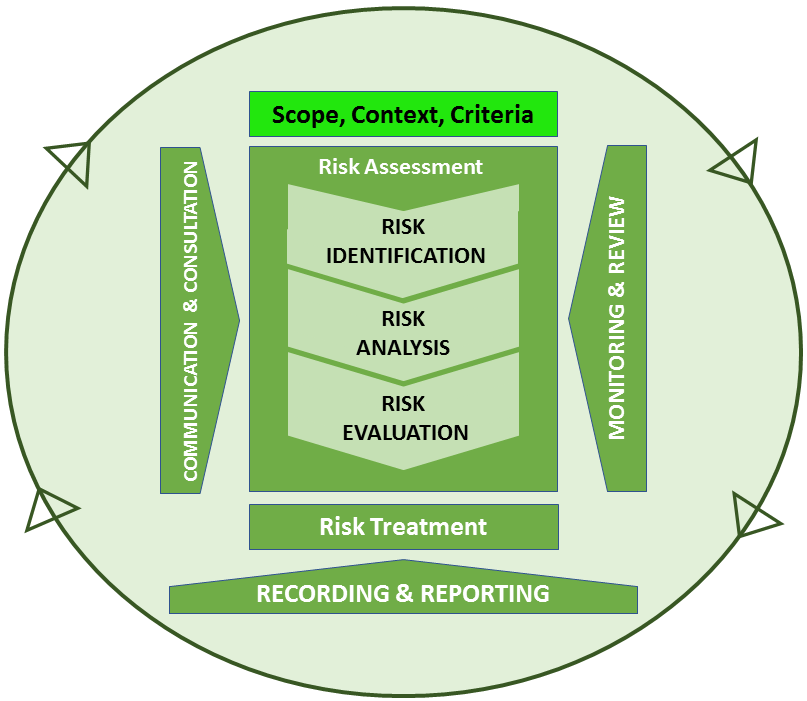 Scope, Context, Criteria
Risk Assessment
RISK
IDENTIFICATION
RISK
ANALYSIS
RISK
EVALUATION
COMMUNICATION & CONSULTATION
MONITORING & REVIEW
Risk Treatment
RECORDING & REPORTING